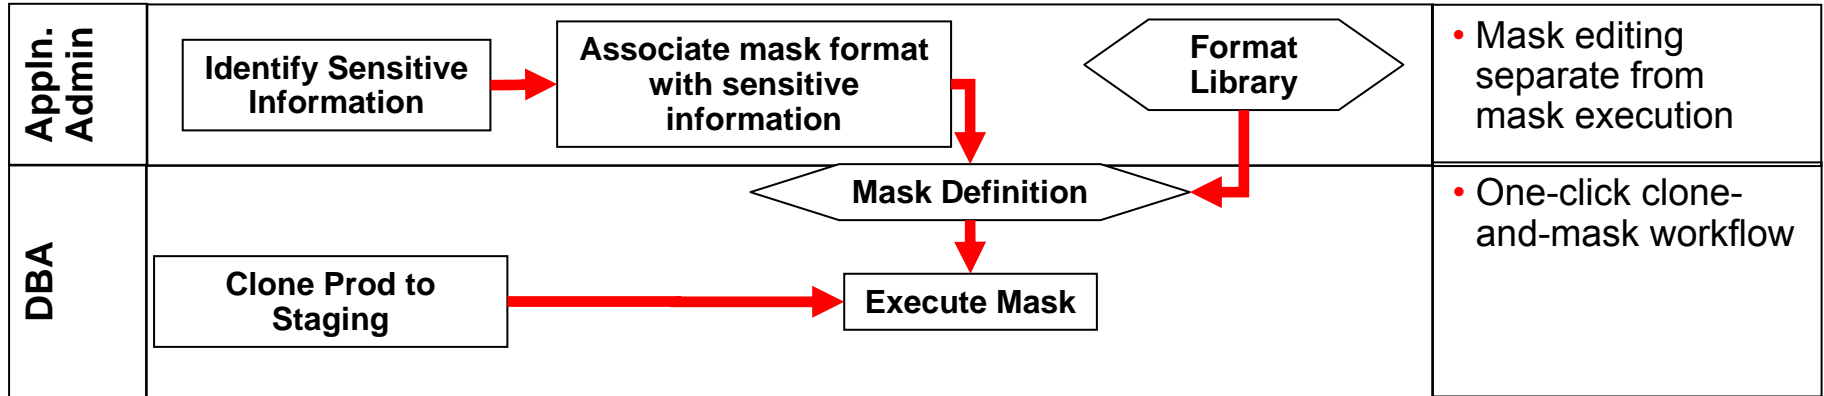 Appln.
Admin
Identify Sensitive
Information
Associate mask format
with sensitive
information
Format
Library
• Mask editing
separate from
mask execution
DBA
Mask Definition
Clone Prod to
Staging
Execute Mask
• One-click clone-
and-mask workflow